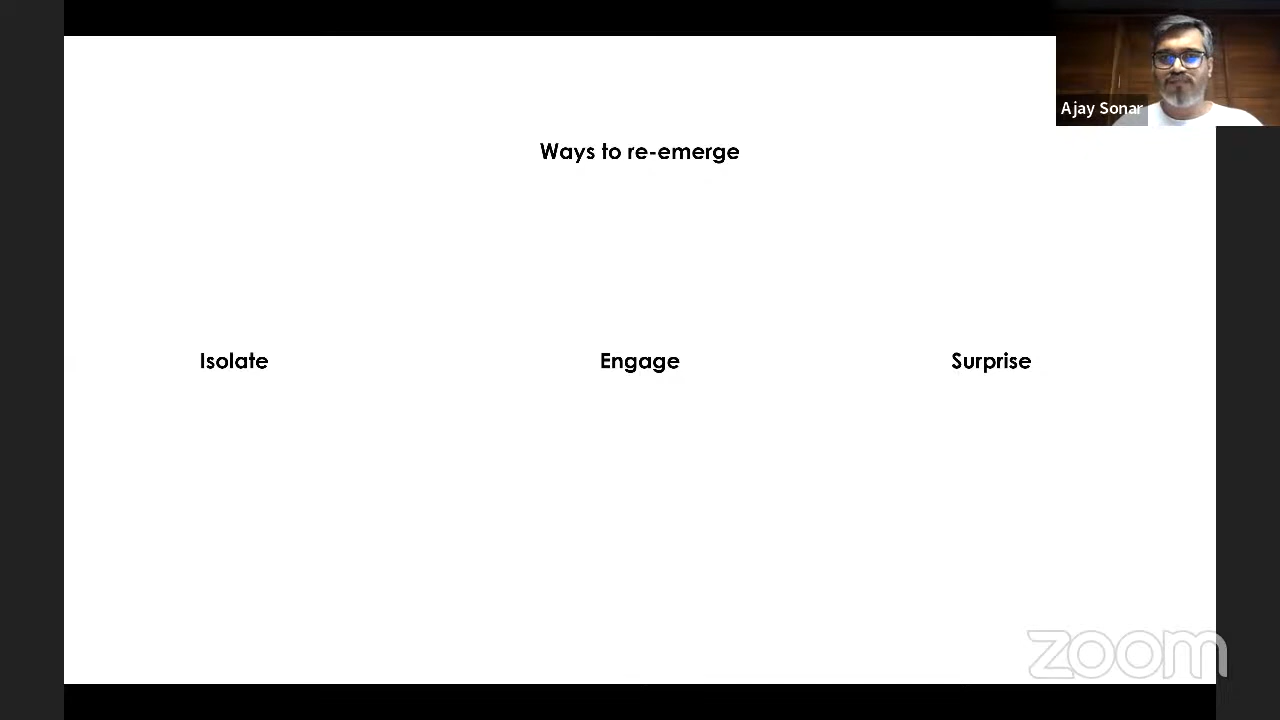 Ajay Sonar
Ways to re-emerge
Isolate
Engage
Surprise
zoom